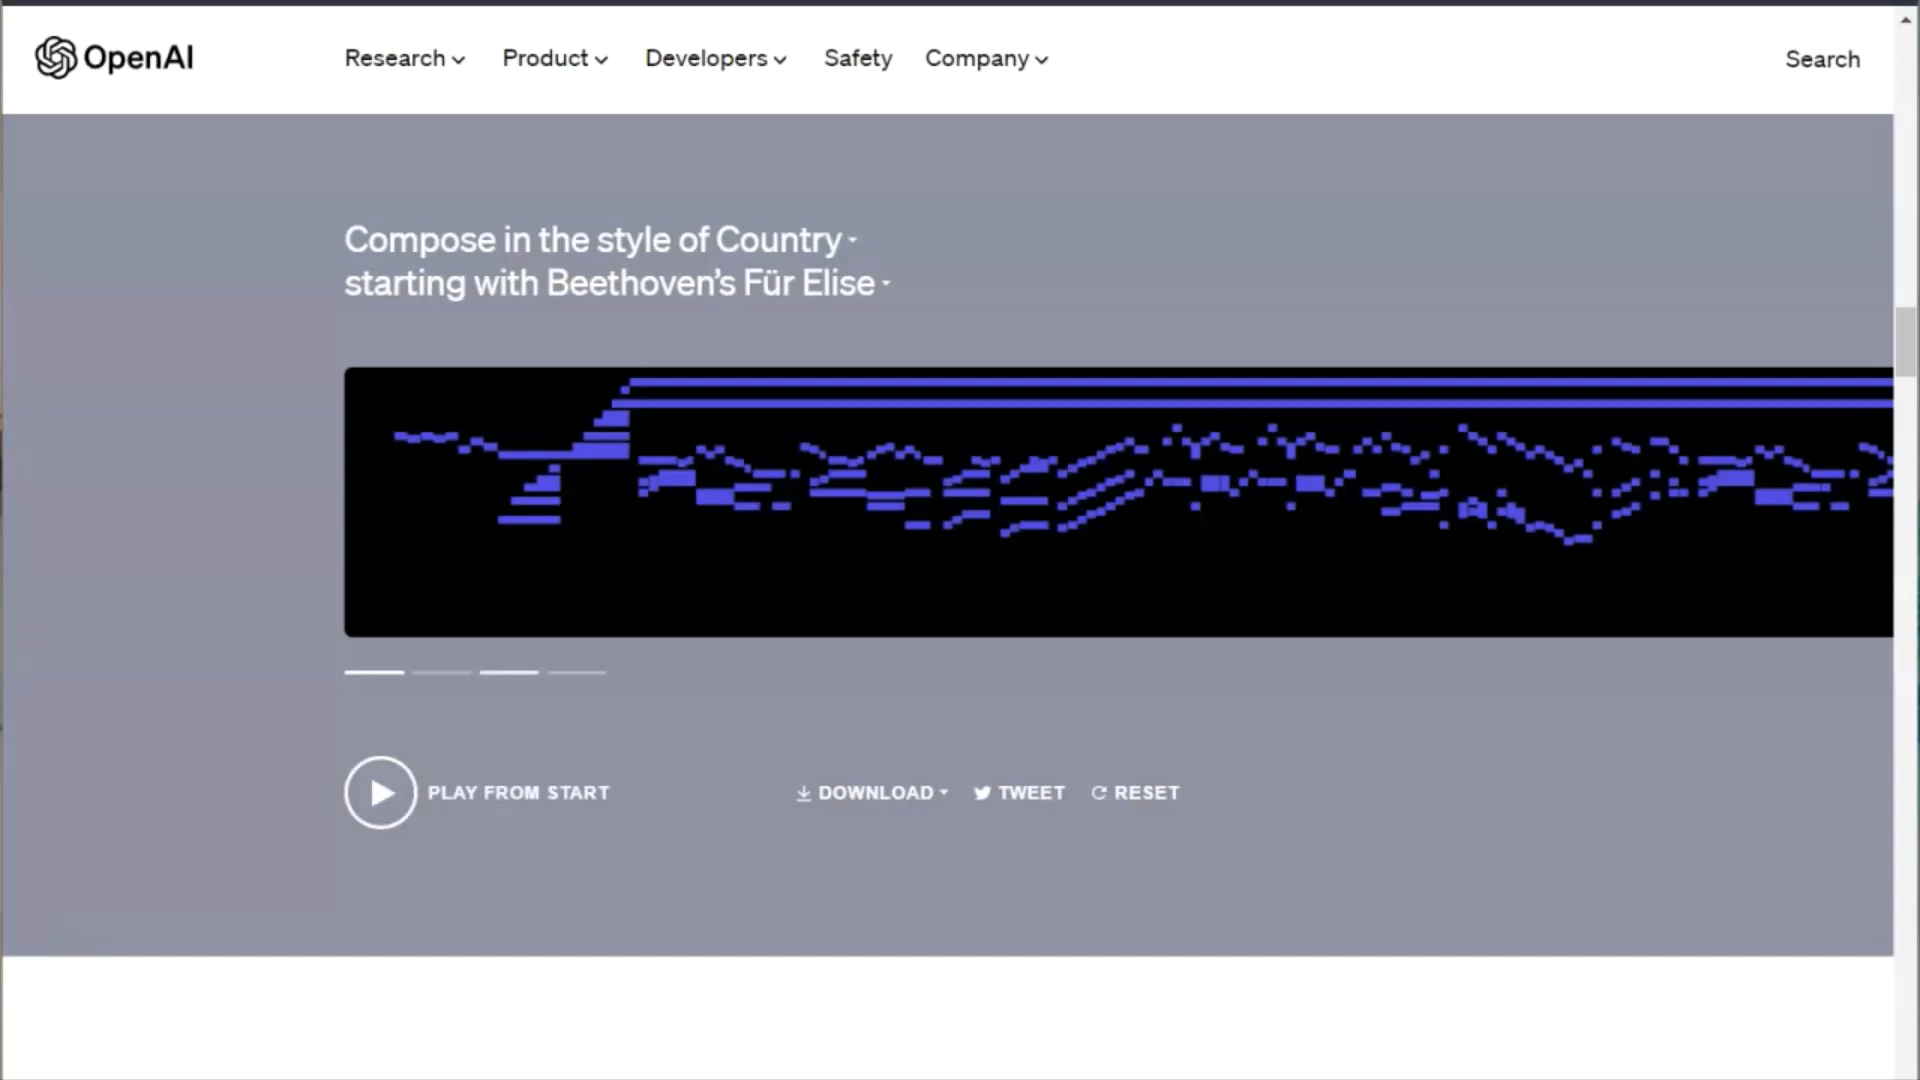 OpenAI
Research
Product
Developers
Safety
Company
Search
Compose in the style of Country
starting with Beethoven’s Für Elise
PLAY FROM START
DOWNLOAD
TWEET
RESET